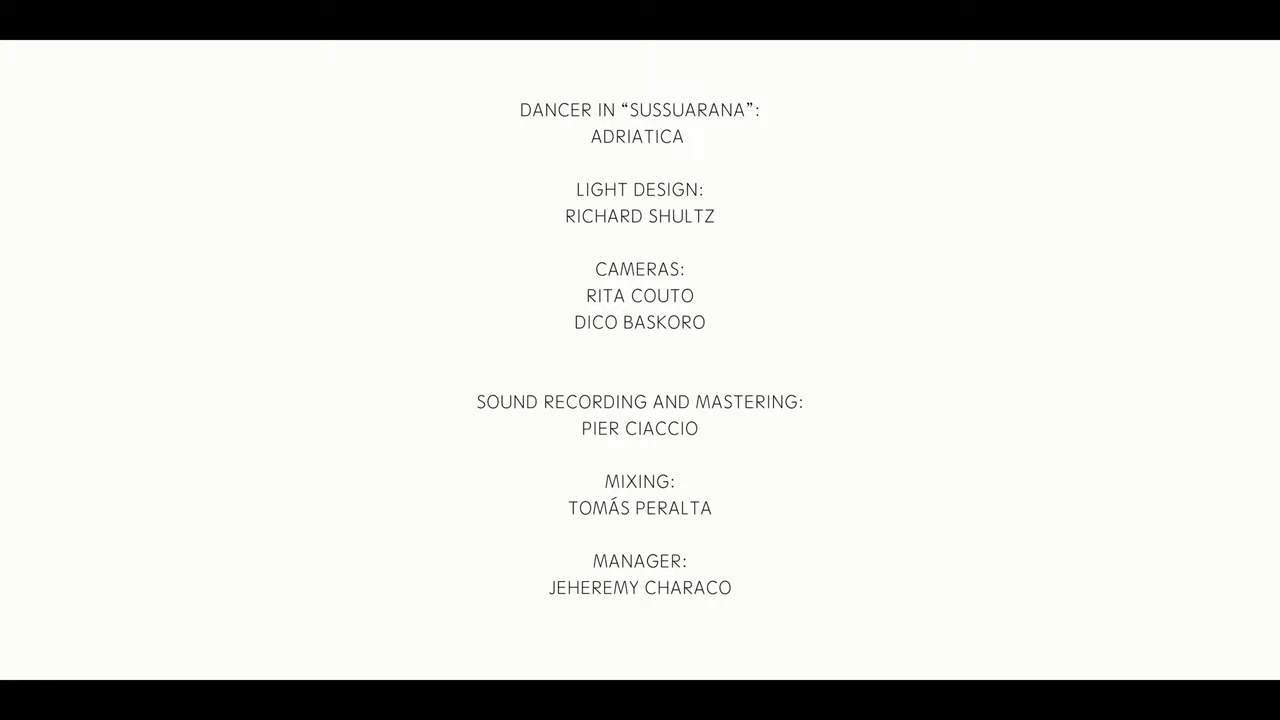 DANCER IN “SUSSUARANA”:
ADRIATICA
LIGHT DESIGN:
RICHARD SHULTZ
CAMERAS:
RITA COUTO
DICO BASKORO
SOUND RECORDING AND MASTERING:
PIER CIACCIO
MIXING:
TOMÁS PERALTA
MANAGER:
JEHEREMY CHARACO